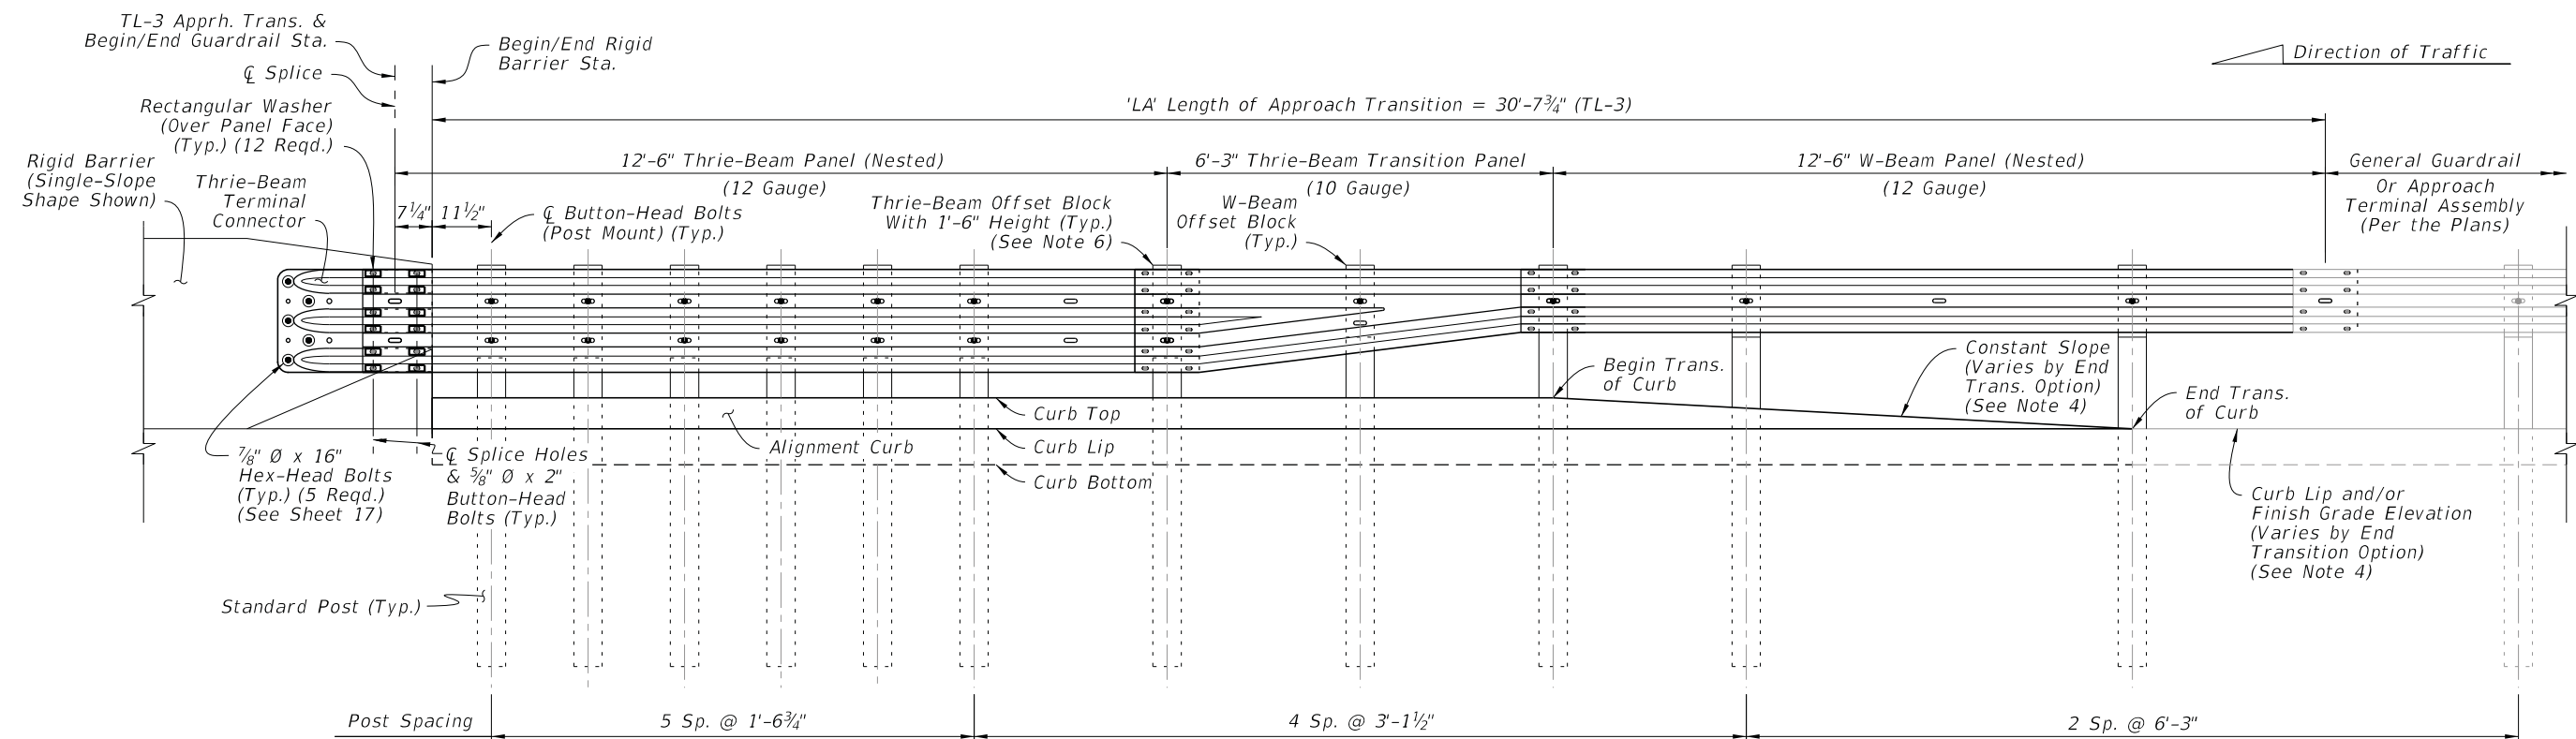 TL-3 Apprh. Trans. &
Begin/End Guardrail Sta.
℄ Splice
Rectangular Washer
(Over Panel Face)
(Typ.) (12 Reqd.)
Rigid Barrier
(Single-Slope
Shape Shown)
Thrie-Beam
Terminal
Connector
Begin/End Rigid
Barrier Sta.
Direction of Traffic
'LA' Length of Approach Transition = 30'-7¾" (TL-3)
12'-6" Thrie-Beam Panel (Nested)
(12 Gauge)
6'-3" Thrie-Beam Transition Panel
(10 Gauge)
12'-6" W-Beam Panel (Nested)
(12 Gauge)
General Guardrail
Or Approach
Terminal Assembly
(Per the Plans)
7¼"
11½"
℄ Button-Head Bolts
(Post Mount) (Typ.)
Thrie-Beam Offset Block
With 1'-6" Height (Typ.)
(See Note 6)
W-Beam
Offset Block
(Typ.)
Begin Trans.
of Curb
Constant Slope
(Varies by End
Trans. Option)
(See Note 4)
End Trans.
of Curb
Curb Top
Alignment Curb
Curb Lip
Curb Bottom
⅞" Ø x 16"
Hex-Head Bolts
(Typ.) (5 Reqd.)
(See Sheet 17)
℄ Splice Holes
& ⅝" Ø x 2"
Button-Head
Bolts (Typ.)
Curb Lip and/or
Finish Grade Elevation
(Varies by End
Transition Option)
(See Note 4)
Standard Post (Typ.)
Post Spacing
5 Sp. @ 1'-6¾"
4 Sp. @ 3'-1½"
2 Sp. @ 6'-3"